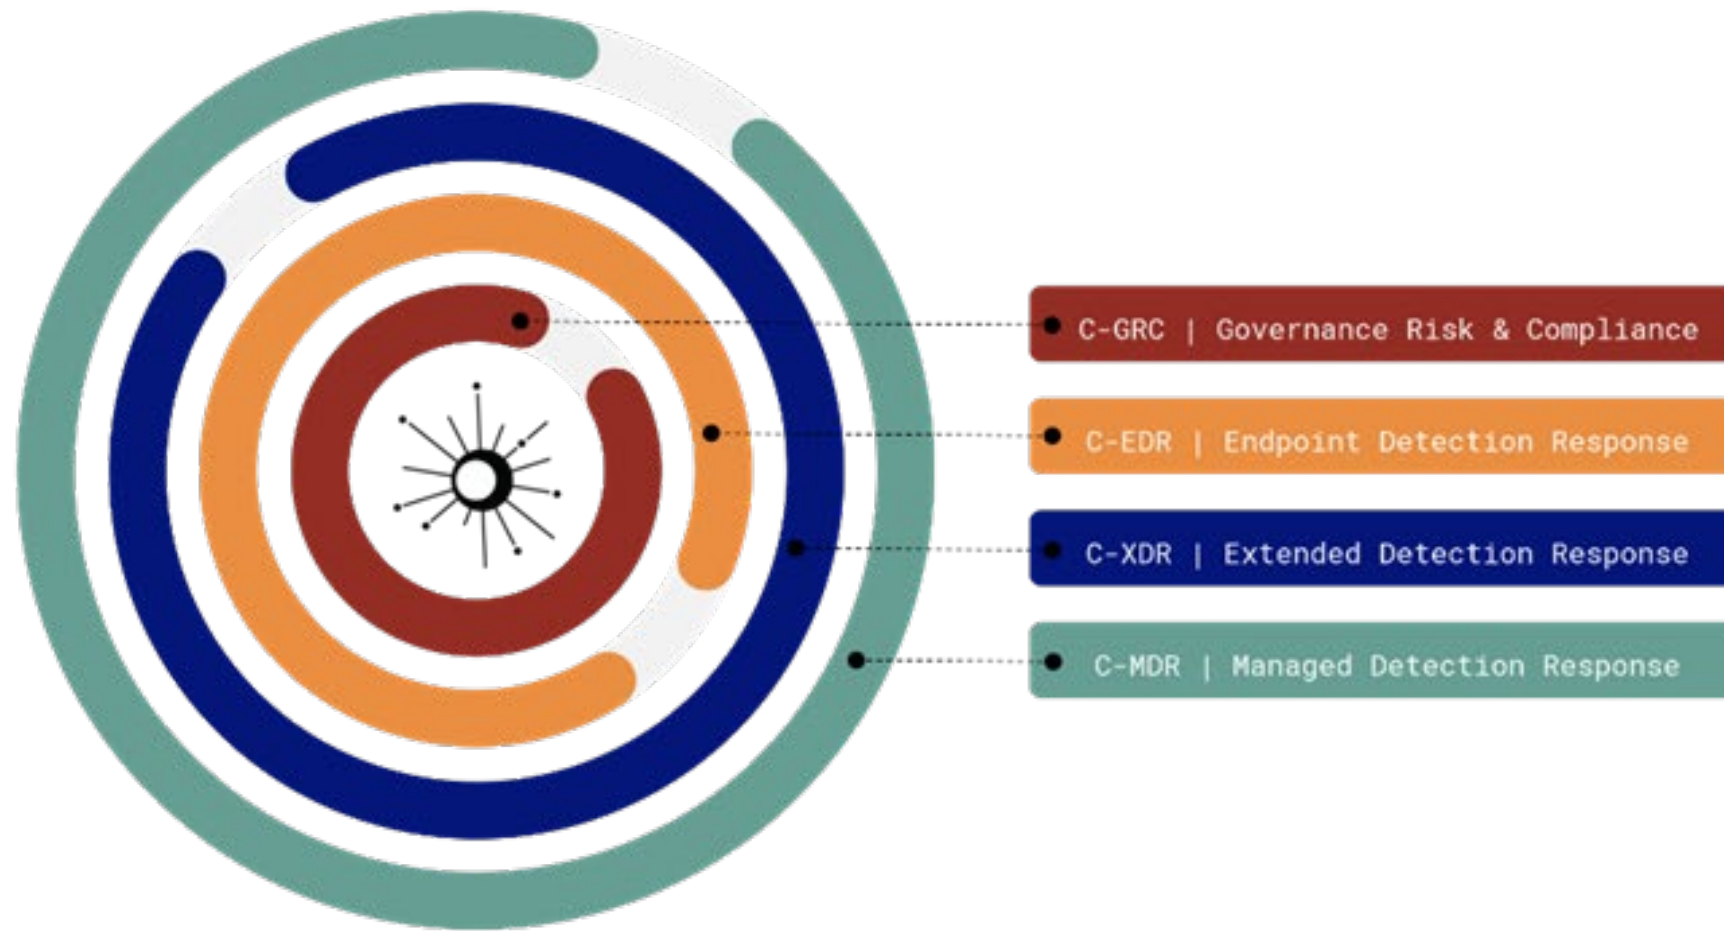 C-GRC | Governance Risk & Compliance
C-EDR | Endpoint Detection Response
C-XDR | Extended Detection Response
C-MDR | Managed Detection Response